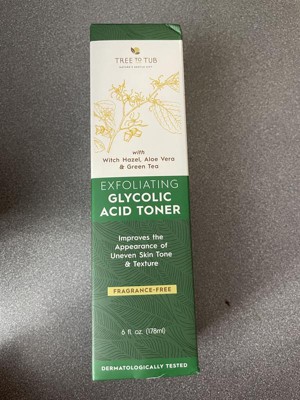 TREE TO TUB
with
Witch Hazel, Aloe Vera
& Green Tea
EXFOLIATING
GLYCOLIC
ACID TONER
Improves the
Appearance of
Uneven Skin Tone
& Texture
FRAGRANCE-FREE
6 fl. oz. (178ml)
DERMATOLOGICALLY TESTED